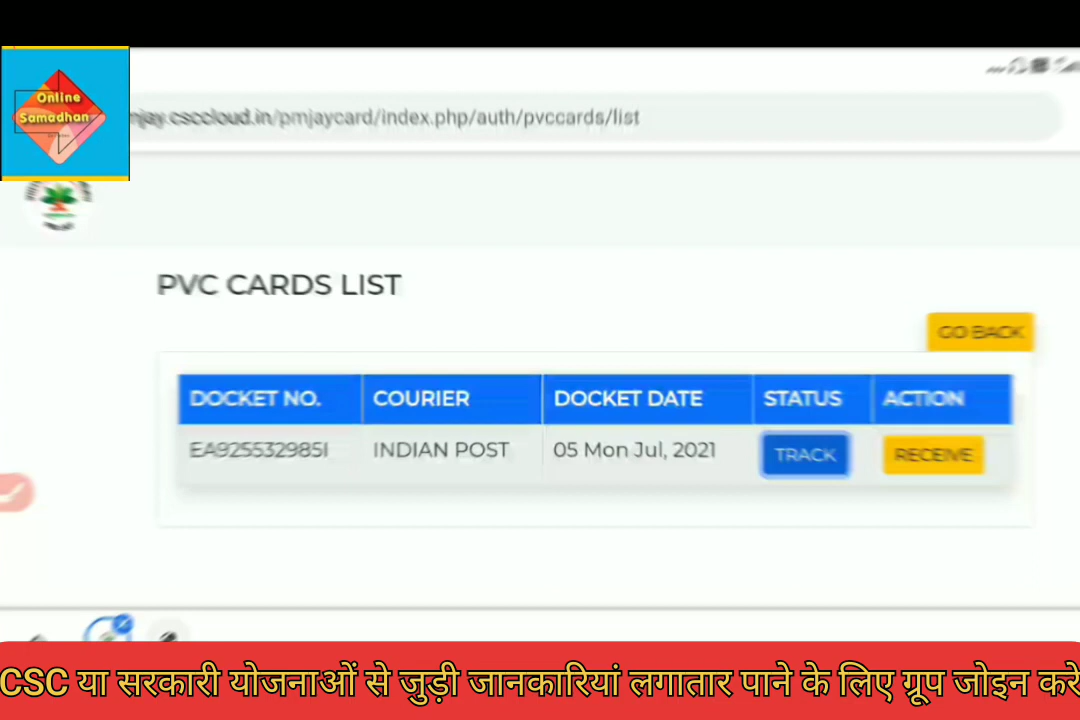 Online
Samadhan
njay.csccloud.in/pmjaycard/index.php/auth/pvccards/list
PVC CARDS LIST
GO BACK
DOCKET NO. COURIER DOCKET DATE STATUS ACTION
EA925532985I INDIAN POST 05 Mon Jul, 2021 TRACK RECEIVE
CSC या सरकारी योजनाओं से जुड़ी जानकारियां लगातार पाने के लिए ग्रूप जोइन करे